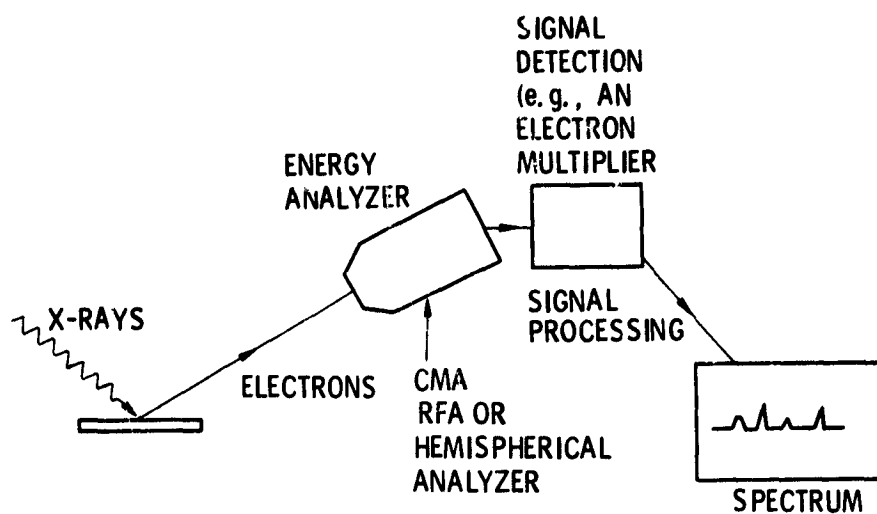 SIGNAL
DETECTION
(e.g., AN
ELECTRON
MULTIPLIER
ENERGY
ANALYZER
X-RAYS
SIGNAL
PROCESSING
ELECTRONS
CMA
RFA OR
HEMISPHERICAL
ANALYZER
SPECTRUM